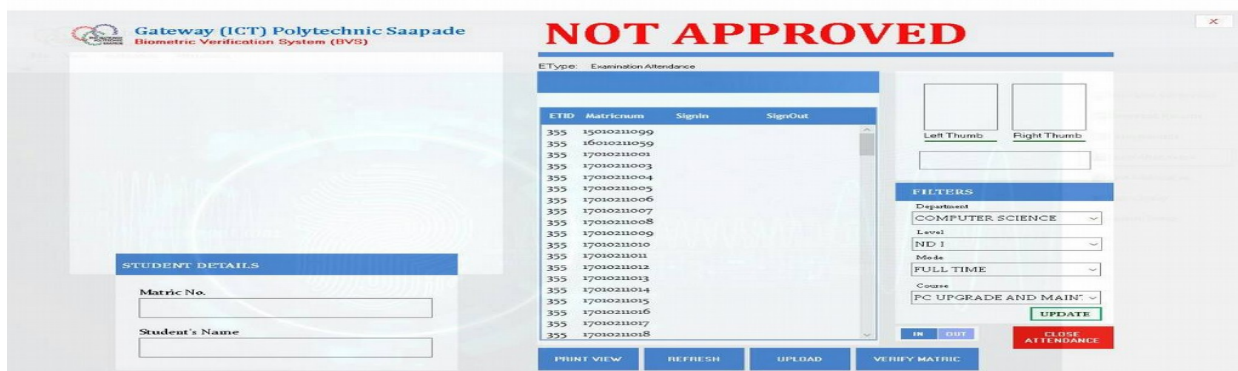 Gateway (ICT) Polytechnic Saapade
Biometric Verification System (BVS)
NOT APPROVED
×
EType: Examination Attendance
ETID Matricnum SignIn SignOut
355 15010211099
355 16010211059
355 17010211001
355 17010211003
355 17010211004
355 17010211005
355 17010211006
355 17010211007
355 17010211008
355 17010211009
355 17010211010
355 17010211011
355 17010211012
355 17010211013
355 17010211014
355 17010211015
355 17010211016
355 17010211017
355 17010211018
Left Thumb Right Thumb
FILTERS
Department
COMPUTER SCIENCE
Level
ND I
Mode
FULL TIME
Course
PC UPGRADE AND MAINT
UPDATE
IN OUT
CLOSE
ATTENDANCE
STUDENT DETAILS
Matric No.
Student's Name
PRINT VIEW REFRESH UPLOAD VERIFY MATRIC